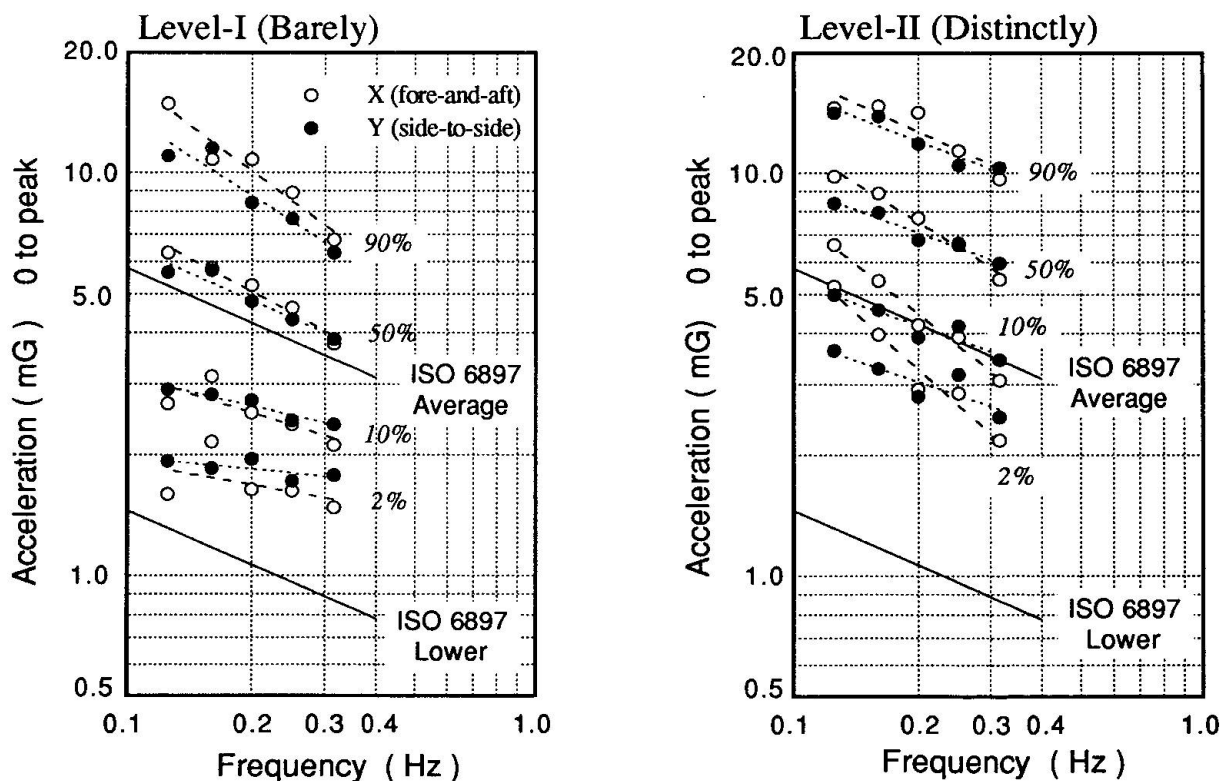 Level-I (Barely)
20.0
10.0
5.0
1.0
0.5
Acceleration ( mG ) 0 to peak
X (fore-and-aft)
Y (side-to-side)
90%
50%
ISO 6897
Average
10%
2%
ISO 6897
Lower
0.1 0.2 0.3 0.4 1.0
Frequency ( Hz )
Level-II (Distinctly)
20.0
10.0
5.0
1.0
0.5
Acceleration ( mG ) 0 to peak
90%
50%
10%
ISO 6897
Average
2%
ISO 6897
Lower
0.1 0.2 0.3 0.4 1.0
Frequency ( Hz )